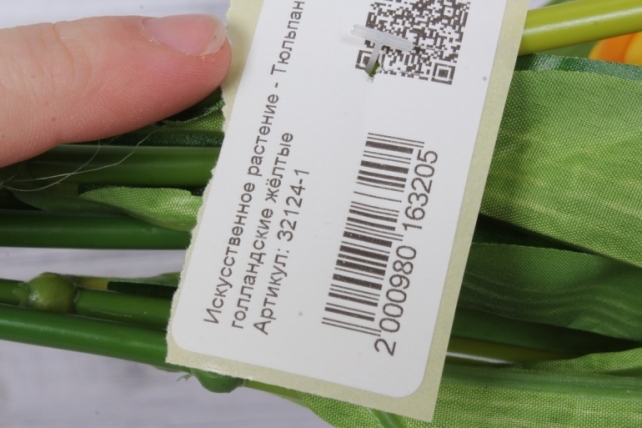 Искусственное растение - Тюльпан
голландские жёлтые
Артикул: 32124-1
2 000980 163205